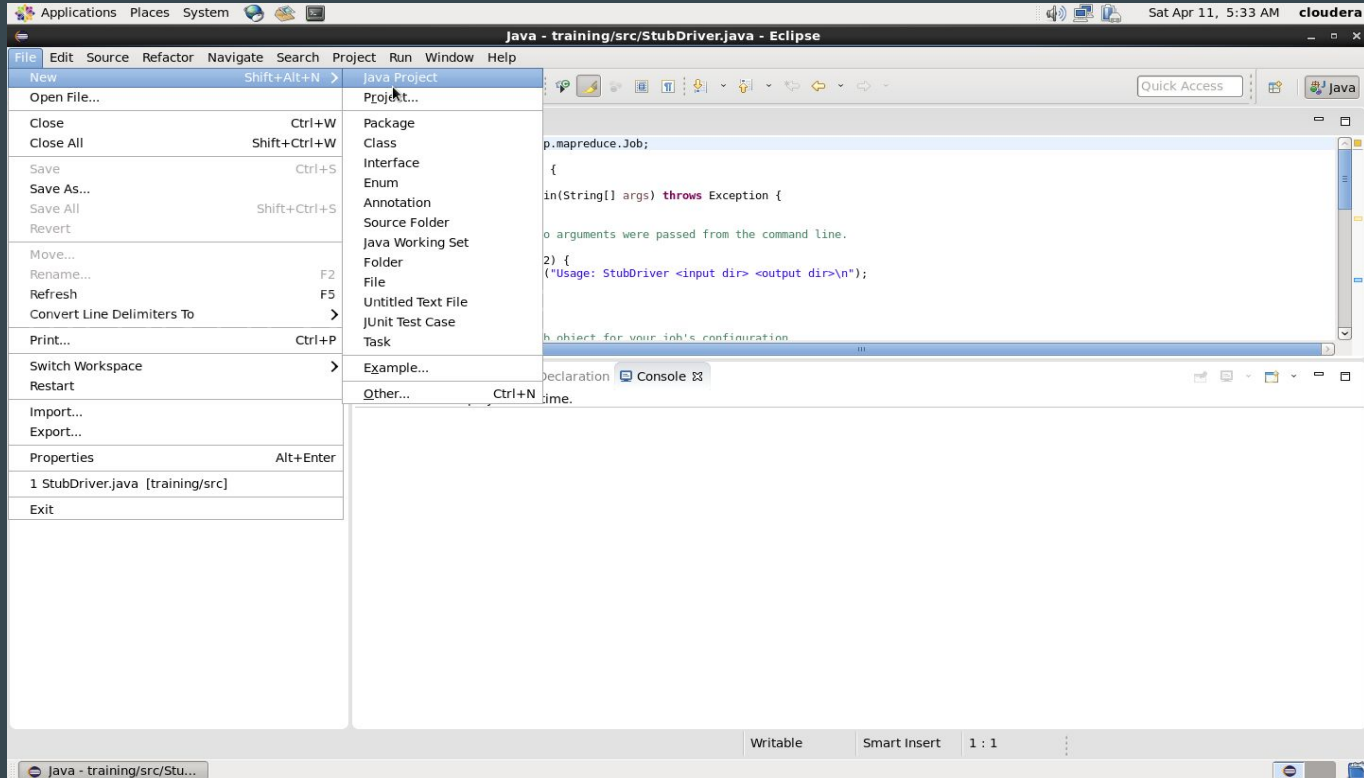 Applications Places System Sat Apr 11, 5:33 AM cloudera
Java - training/src/StubDriver.java - Eclipse
File Edit Source Refactor Navigate Search Project Run Window Help
New Shift+Alt+N
Open File...
Close Ctrl+W
Close All Shift+Ctrl+W
Save Ctrl+S
Save As...
Save All Shift+Ctrl+S
Revert
Move...
Rename... F2
Refresh F5
Convert Line Delimiters To
Print... Ctrl+P
Switch Workspace
Restart
Import...
Export...
Properties Alt+Enter
1 StubDriver.java [training/src]
Exit
Java Project
Project...
Package
Class
Interface
Enum
Annotation
Source Folder
Java Working Set
Folder
File
Untitled Text File
JUnit Test Case
Task
Example...
Other... Ctrl+N
Quick Access Java
p.mapreduce.Job;
{
in(String[] args) throws Exception {
o arguments were passed from the command line.
2) {
("Usage: StubDriver <input dir> <output dir>\n");
object for your job's configuration
Declaration Console
time.
Writable Smart Insert 1 : 1
Java - training/src/Stu...